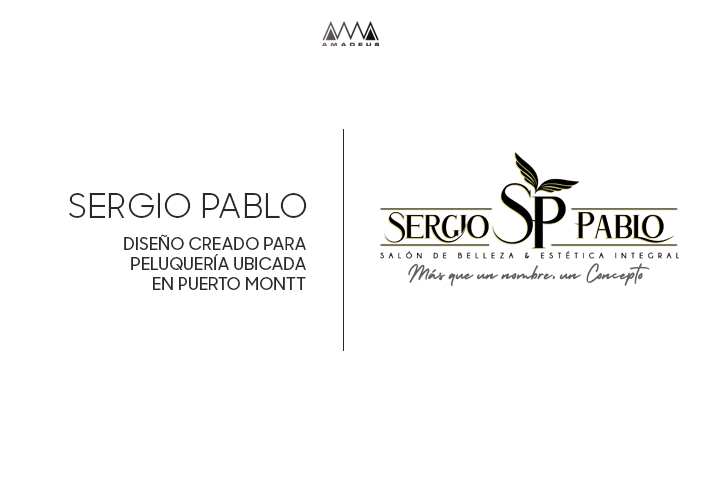 AMADEUS
SERGIO PABLO
DISEÑO CREADO PARA
PELUQUERÍA UBICADA
EN PUERTO MONTT
SERGIO SP PABLO
SALÓN DE BELLEZA & ESTÉTICA INTEGRAL
Más que un nombre, un Concepto